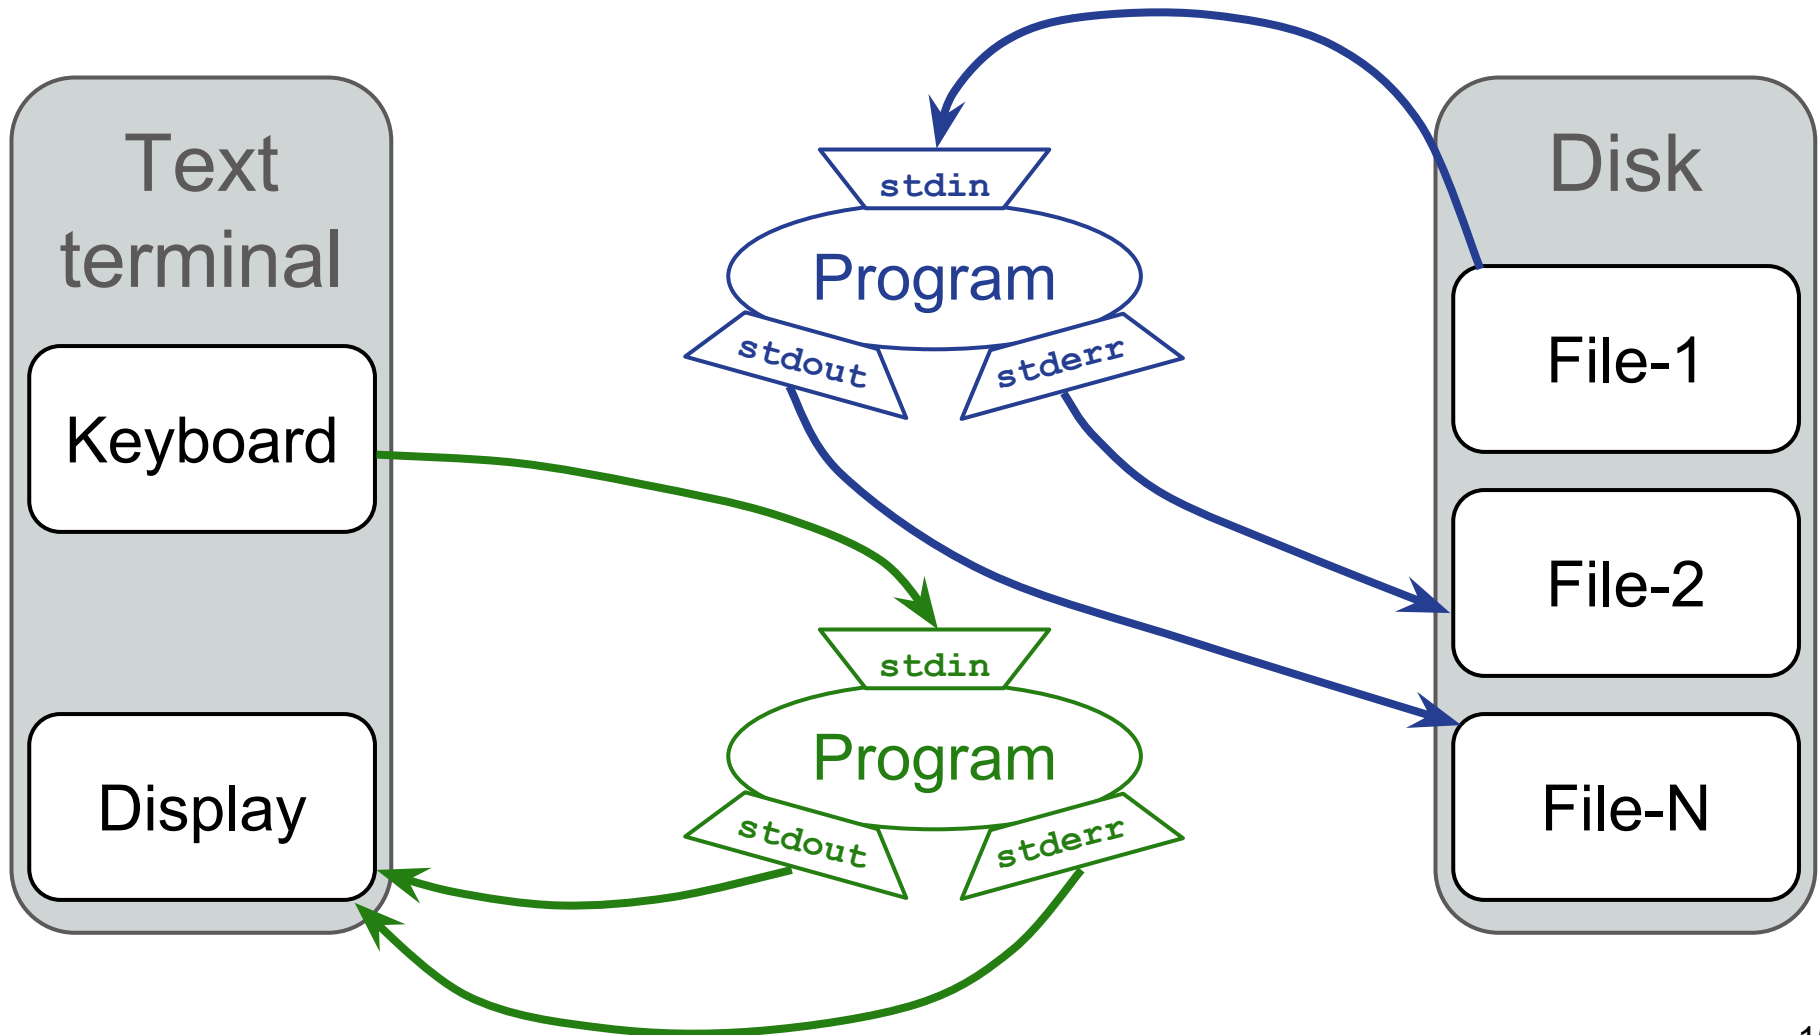 Text
terminal
Keyboard
Display
stdin
Program
stdout
stderr
stdin
Program
stdout
stderr
Disk
File-1
File-2
File-N